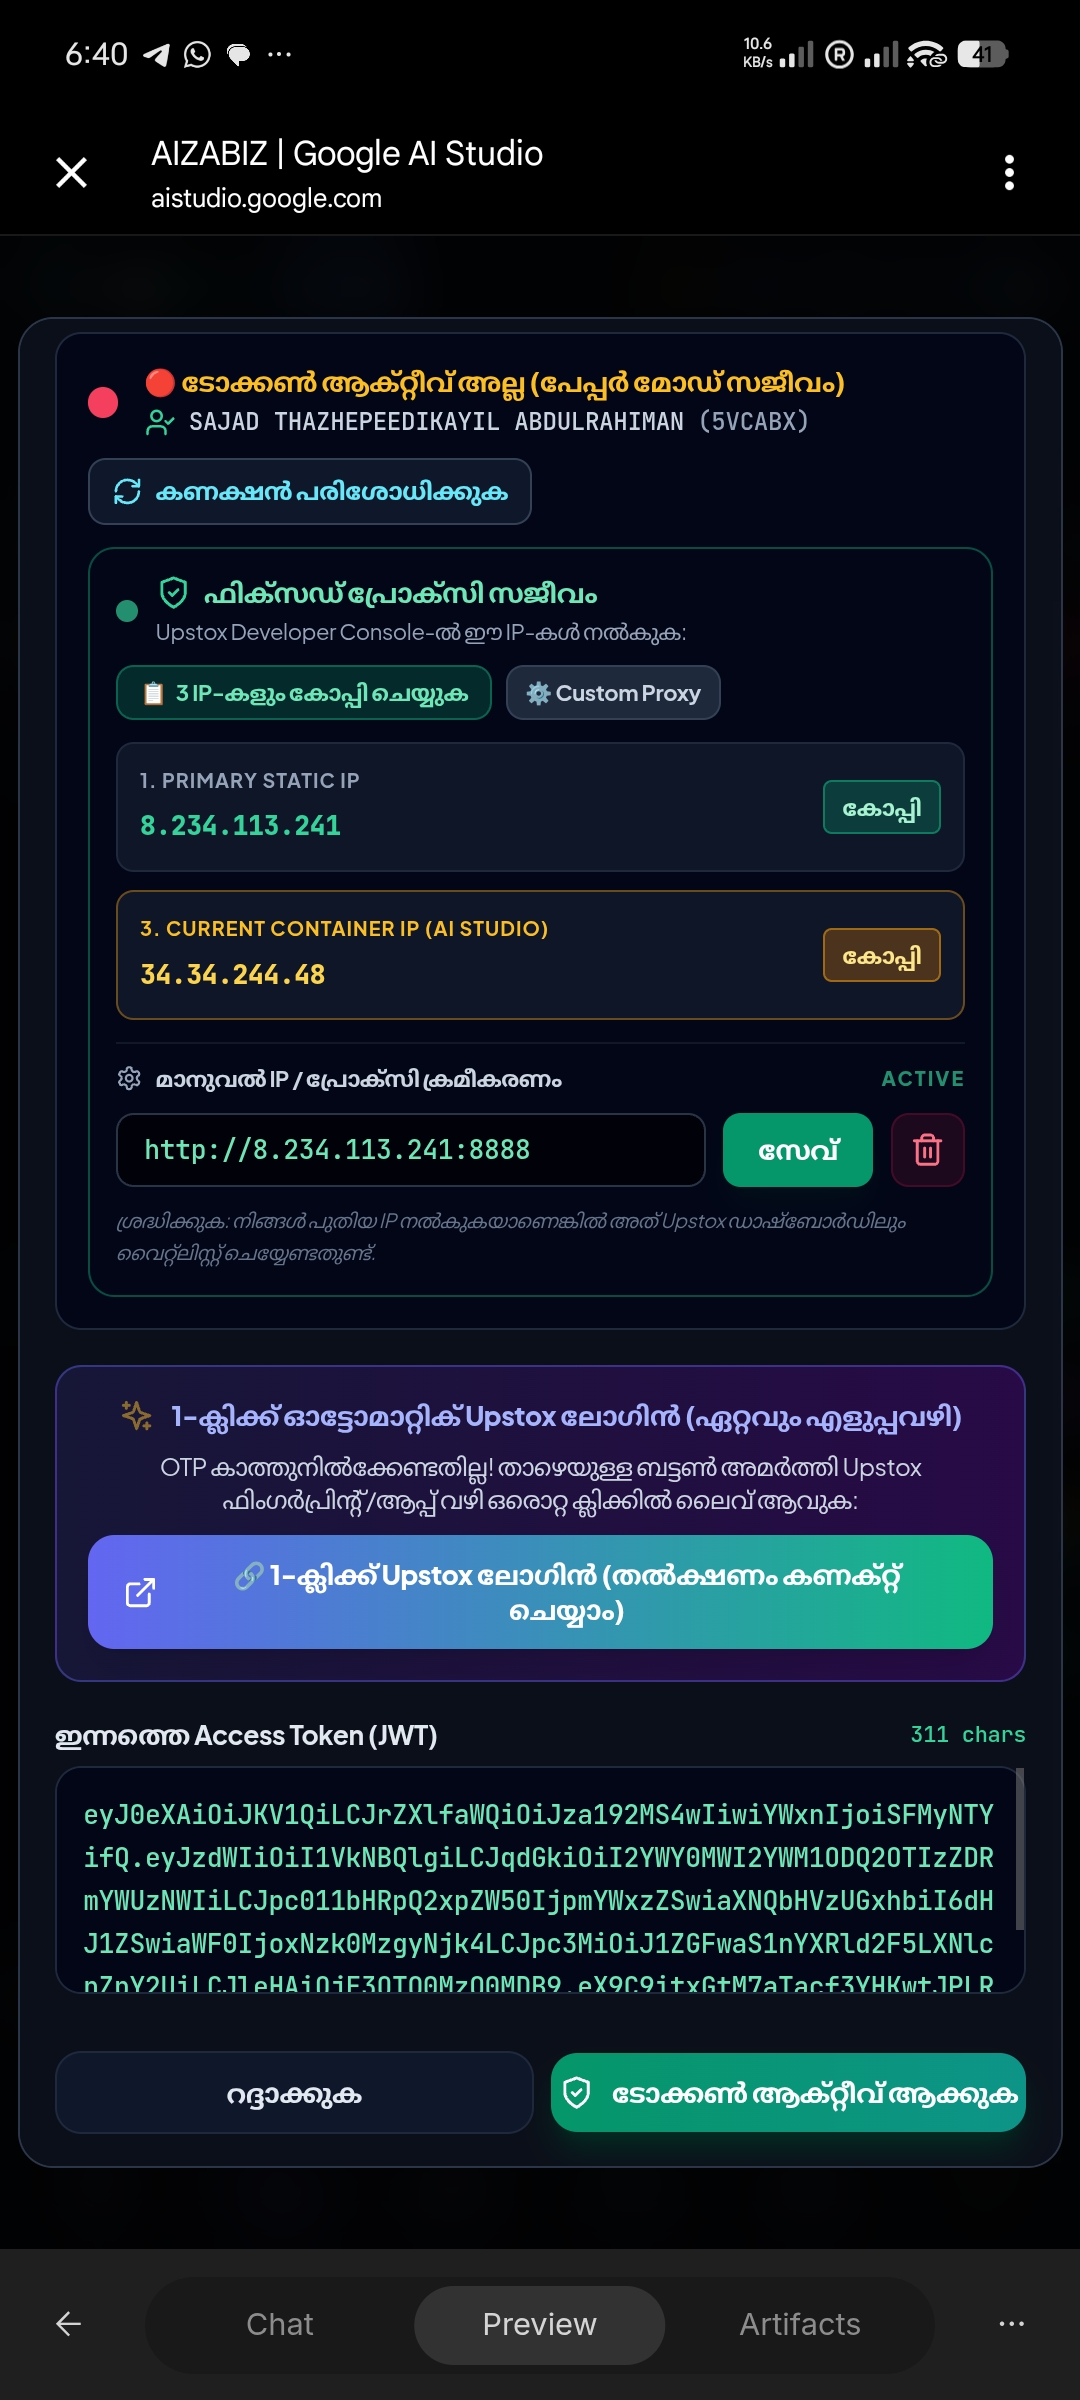 6:40
10.6
KB/s
R
41
AIZABIZ | Google AI Studio
aistudio.google.com
ടോക്കൺ ആക്റ്റീവ് അല്ല (പേപ്പർ മോഡ് സജീവം)
SAJAD THAZHEPEEDIKAYIL ABDULRAHIMAN (5VCABX)
കണക്ഷൻ പരിശോധിക്കുക
ഫിക്സഡ് പ്രോക്സി സജീവം
Upstox Developer Console-ൽ ഈ IP-കൾ നൽകുക:
3 IP-കളും കോപ്പി ചെയ്യുക
Custom Proxy
1. PRIMARY STATIC IP
8.234.113.241
കോപ്പി
3. CURRENT CONTAINER IP (AI STUDIO)
34.34.244.48
കോപ്പി
മാനുവൽ IP / പ്രോക്സി ക്രമീകരണം
ACTIVE
http://8.234.113.241:8888
സേവ്
ശ്രദ്ധിക്കുക: നിങ്ങൾ പുതിയ IP നൽകുകയാണെങ്കിൽ അത് Upstox ഡാഷ്ബോർഡിലും
വൈറ്റ്‌ലിസ്റ്റ് ചെയ്യേണ്ടതുണ്ട്.
1-ക്ലിക്ക് ഓട്ടോമാറ്റിക് Upstox ലോഗിൻ (ഏറ്റവും എളുപ്പവഴി)
OTP കാത്തുനിൽക്കേണ്ടതില്ല! താഴെയുള്ള ബട്ടൺ അമർത്തി Upstox
ഫിംഗർപ്രിന്റ് /ആപ്പ് വഴി ഒരൊറ്റ ക്ലിക്കിൽ ലൈവ് ആവുക:
1-ക്ലിക്ക് Upstox ലോഗിൻ (തൽക്ഷണം കണക്റ്റ്
ചെയ്യാം)
ഇന്നത്തെ Access Token (JWT)
311 chars
eyJ0eXAiOiJKV1QiLCJrZXlfaWQiOiJza192MS4wIiwiYWxnIjoiSFMyNTY
ifQ.eyJzdWIiOiI1VkNBQlgiLCJqdGkiOiI2YWY0MWI2YWM1ODQ2OTIzZDR
mYWUzNWIiLCJpc011bHRpQ2xpZW50IjpmYWxzZSwiaXNQbHVzUGxhbiI6dH
J1ZSwiaWF0IjoxNzk0MzgyNjk4LCJpc3MiOiJ1ZGFwaS1nYXRld2F5LXNlc
റദ്ദാക്കുക
ടോക്കൺ ആക്റ്റീവ് ആക്കുക
Chat
Preview
Artifacts